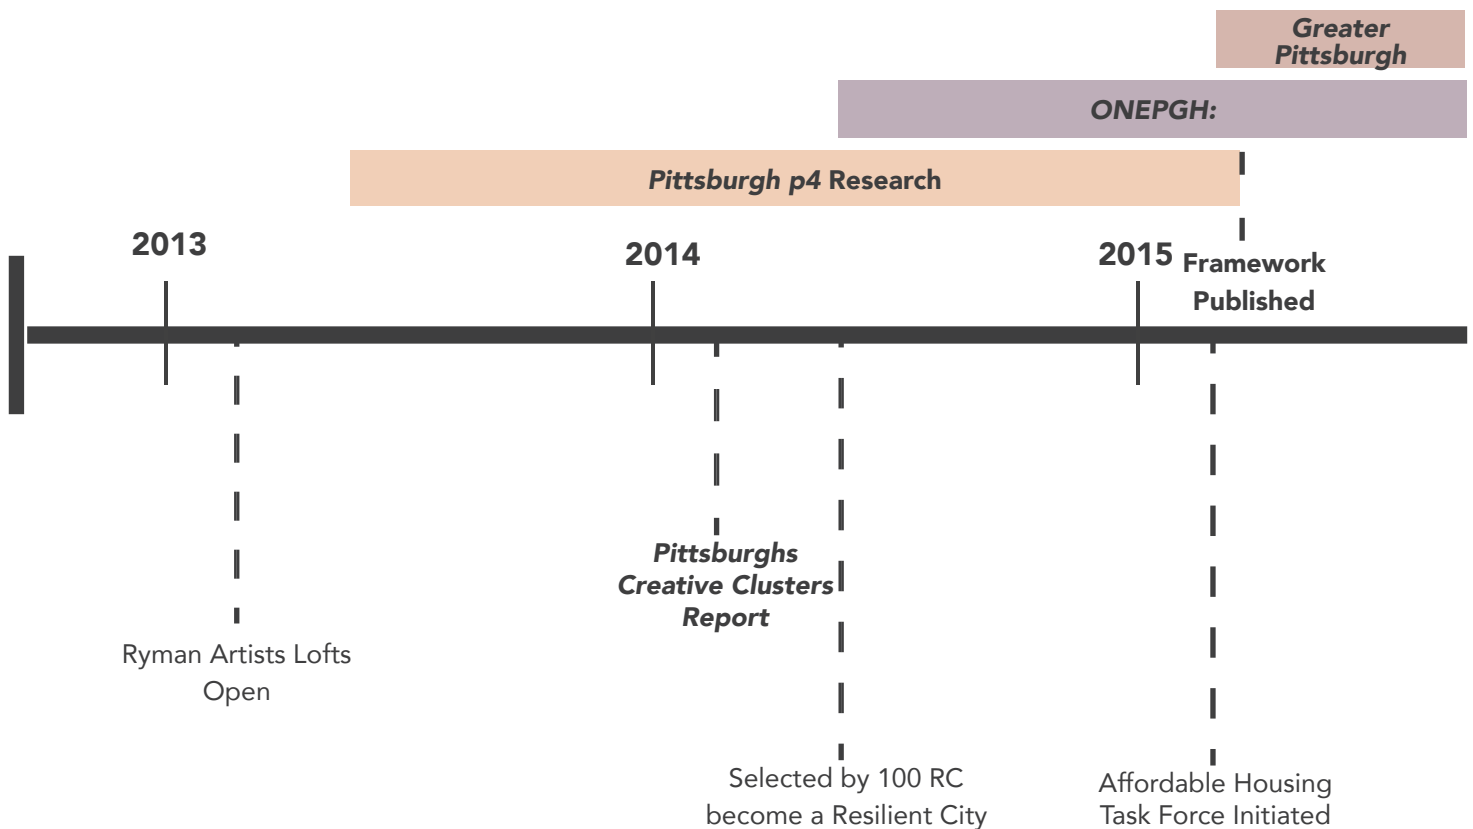 Greater
Pittsburgh
ONEPGH:
Pittsburgh p4 Research
2013
2014
2015
Framework
Published
Pittsburghs
Creative Clusters
Report
Ryman Artists Lofts
Open
Selected by 100 RC
become a Resilient City
Affordable Housing
Task Force Initiated